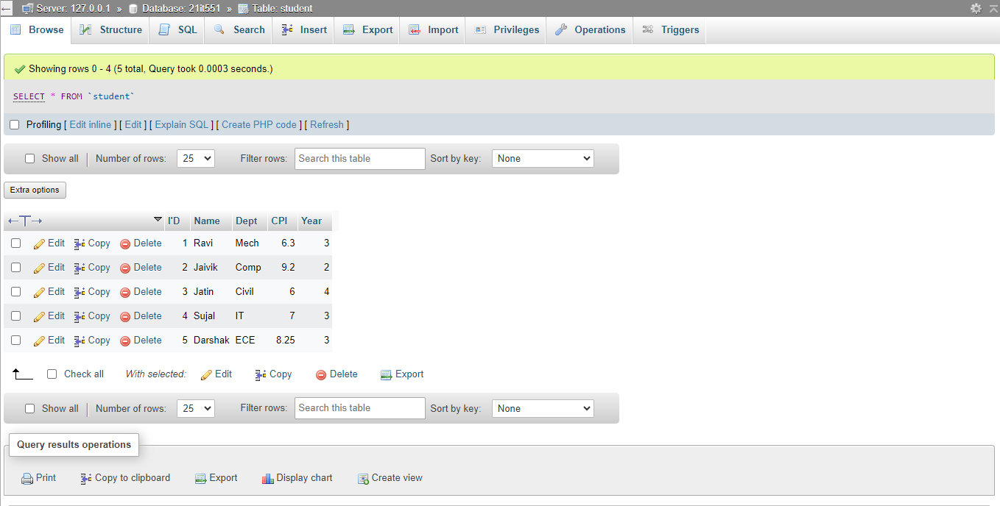 Server: 127.0.0.1 » Database: 21it551 » Table: student
Browse Structure SQL Search Insert Export Import Privileges Operations Triggers
Showing rows 0 - 4 (5 total, Query took 0.0003 seconds.)
SELECT * FROM `student`
Profiling [ Edit inline ] [ Edit ] [ Explain SQL ] [ Create PHP code ] [ Refresh ]
Show all Number of rows: 25 Filter rows: Search this table Sort by key: None
Extra options
←T→ I'D Name Dept CPI Year
Edit Copy Delete 1 Ravi Mech 6.3 3
Edit Copy Delete 2 Jaivik Comp 9.2 2
Edit Copy Delete 3 Jatin Civil 6 4
Edit Copy Delete 4 Sujal IT 7 3
Edit Copy Delete 5 Darshak ECE 8.25 3
Check all With selected: Edit Copy Delete Export
Show all Number of rows: 25 Filter rows: Search this table Sort by key: None
Query results operations
Print Copy to clipboard Export Display chart Create view